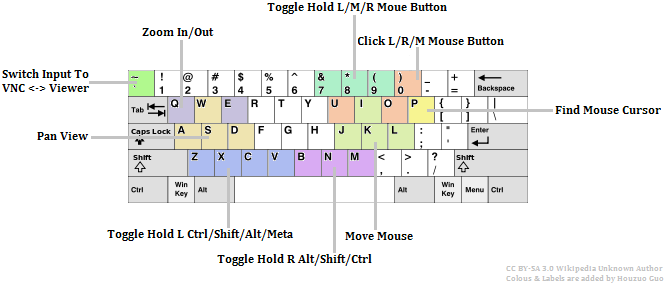 Toggle Hold L/M/R Moue Button
Zoom In/Out
Click L/R/M Mouse Button
Switch Input To
VNC <-> Viewer
~ ! @ # $ % ^ & * ( ) _ +
` 1 2 3 4 5 6 7 8 9 0 - = Backspace
Tab Q W E R T Y U I O P { } |
[ ] \
Find Mouse Cursor
Pan View
Caps Lock A S D F G H J K L : " Enter
; '
Shift Z X C V B N M < > ? Shift
, . /
Ctrl Win Key Alt Alt Win Key Menu Ctrl
Toggle Hold L Ctrl/Shift/Alt/Meta
Move Mouse
Toggle Hold R Alt/Shift/Ctrl
CC BY-SA 3.0 Wikipedia Unknown Author
Colous & Labels are added by Houzuo Guo